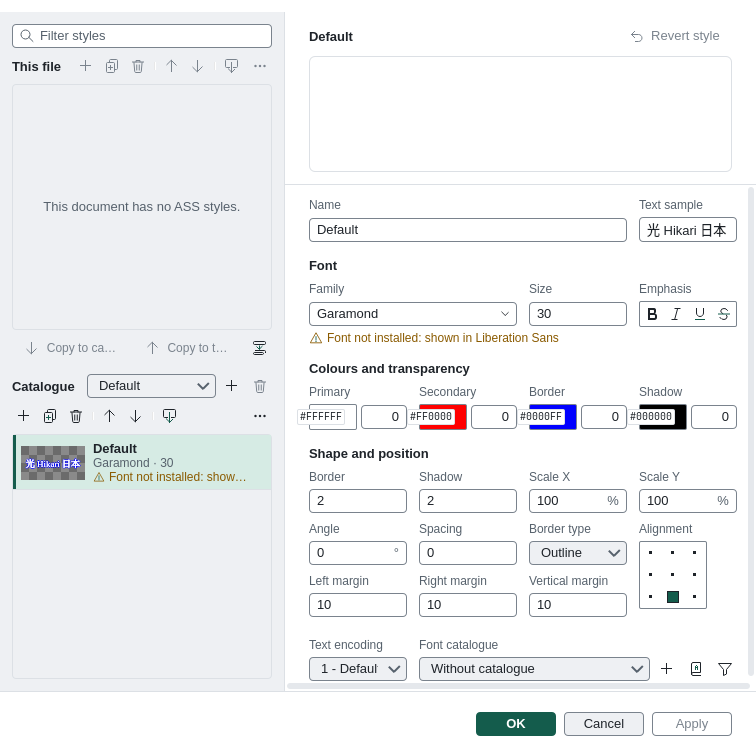 Filter styles
This file
This document has no ASS styles.
Copy to ca…
Copy to t…
Catalogue
Default
光 Hikari 日本
Default
Garamond · 30
Font not installed: show…
Default
Revert style
Name
Text sample
Default
光 Hikari 日本
Font
Family
Size
Emphasis
Garamond
30
B I U S
Font not installed: shown in Liberation Sans
Colours and transparency
Primary
Secondary
Border
Shadow
#FFFFFF
0
#FF0000
0
#0000FF
0
#000000
0
Shape and position
Border
Shadow
Scale X
Scale Y
2
2
100 %
100 %
Angle
Spacing
Border type
Alignment
0 °
0
Outline
Left margin
Right margin
Vertical margin
10
10
10
Text encoding
Font catalogue
1 - Defaul
Without catalogue
OK
Cancel
Apply